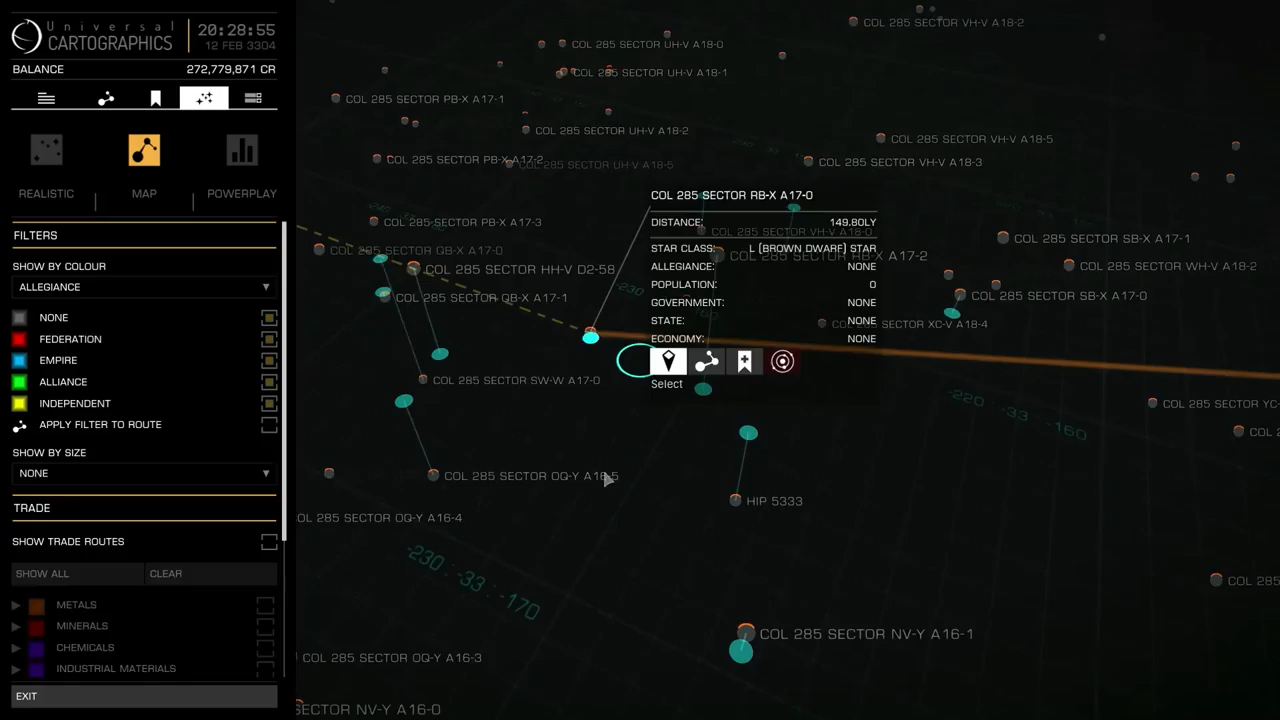 Universal
CARTOGRAPHICS
20:28:55
12 FEB 3304
BALANCE 272,779,871 CR
REALISTIC MAP POWERPLAY
FILTERS
SHOW BY COLOUR
ALLEGIANCE
NONE
FEDERATION
EMPIRE
ALLIANCE
INDEPENDENT
APPLY FILTER TO ROUTE
SHOW BY SIZE
NONE
TRADE
SHOW TRADE ROUTES
SHOW ALL CLEAR
METALS
MINERALS
CHEMICALS
INDUSTRIAL MATERIALS
EXIT
COL 285 SECTOR VH-V A18-2
COL 285 SECTOR UH-V A18-0
COL 285 SECTOR UH-V A18-1
COL 285 SECTOR PB-X A17-1
COL 285 SECTOR UH-V A18-2
COL 285 SECTOR VH-V A18-5
COL 285 SECTOR PB-X A17-2
COL 285 SECTOR UH-V A18-5
COL 285 SECTOR VH-V A18-3
COL 285 SECTOR RB-X A17-0
DISTANCE: 149.80LY
STAR CLASS: L (BROWN DWARF) STAR
ALLEGIANCE: NONE
POPULATION: 0
GOVERNMENT: NONE
STATE: NONE
ECONOMY: NONE
Select
COL 285 SECTOR PB-X A17-3
COL 285 SECTOR VH-V A18-0
COL 285 SECTOR SB-X A17-1
COL 285 SECTOR QB-X A17-0
COL 285 SECTOR RB-X A17-2
COL 285 SECTOR HH-V D2-58
COL 285 SECTOR WH-V A18-2
COL 285 SECTOR QB-X A17-1
COL 285 SECTOR SB-X A17-0
COL 285 SECTOR XC-V A18-4
COL 285 SECTOR SW-W A17-0
COL 285 SECTOR YC-
-220 : -33 : -160
COL 2
COL 285 SECTOR OQ-Y A16-5
HIP 5333
COL 285 SECTOR OQ-Y A16-4
-230 : -33 : -170
COL 285
COL 285 SECTOR NV-Y A16-1
COL 285 SECTOR OQ-Y A16-3
SECTOR NV-Y A16-0